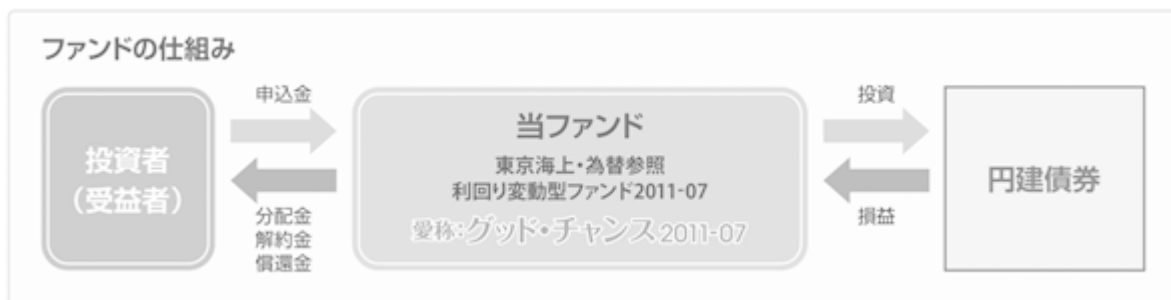 ファンドの仕組み
投資者
（受益者）
申込金
分配金
解約金
償還金
当ファンド
東京海上・為替参照
利回り変動型ファンド2011-07
愛称:グッド・チャンス2011-07
投資
損益
円建債券